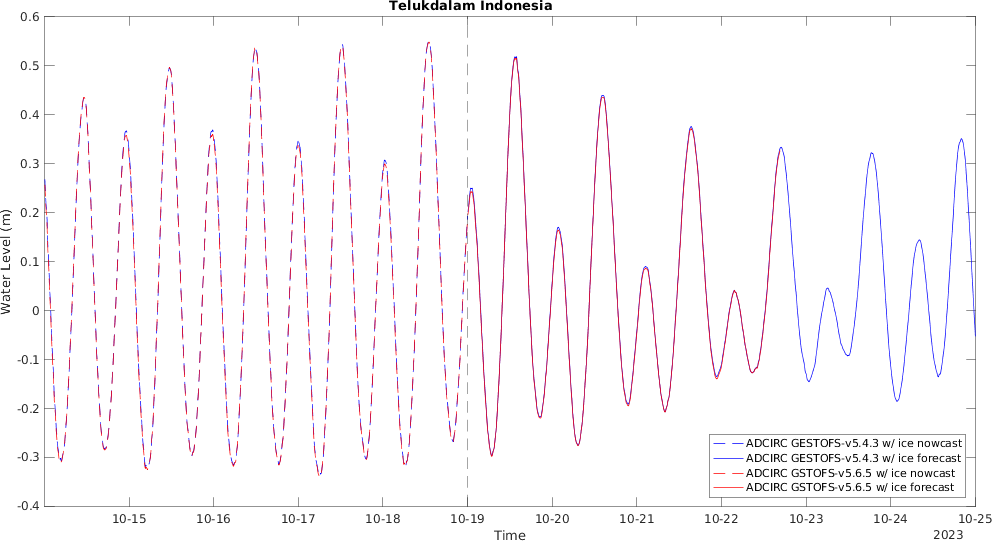 Telukdalam Indonesia
0.6
0.5
0.4
0.3
0.2
0.1
0
-0.1
-0.2
-0.3
-0.4
Water Level (m)
ADCIRC GESTOFS-v5.4.3 w/ ice nowcast
ADCIRC GESTOFS-v5.4.3 w/ ice forecast
ADCIRC GSTOFS-v5.6.5 w/ ice nowcast
ADCIRC GSTOFS-v5.6.5 w/ ice forecast
10-15 10-16 10-17 10-18 10-19 10-20 10-21 10-22 10-23 10-24 10-25
Time
2023